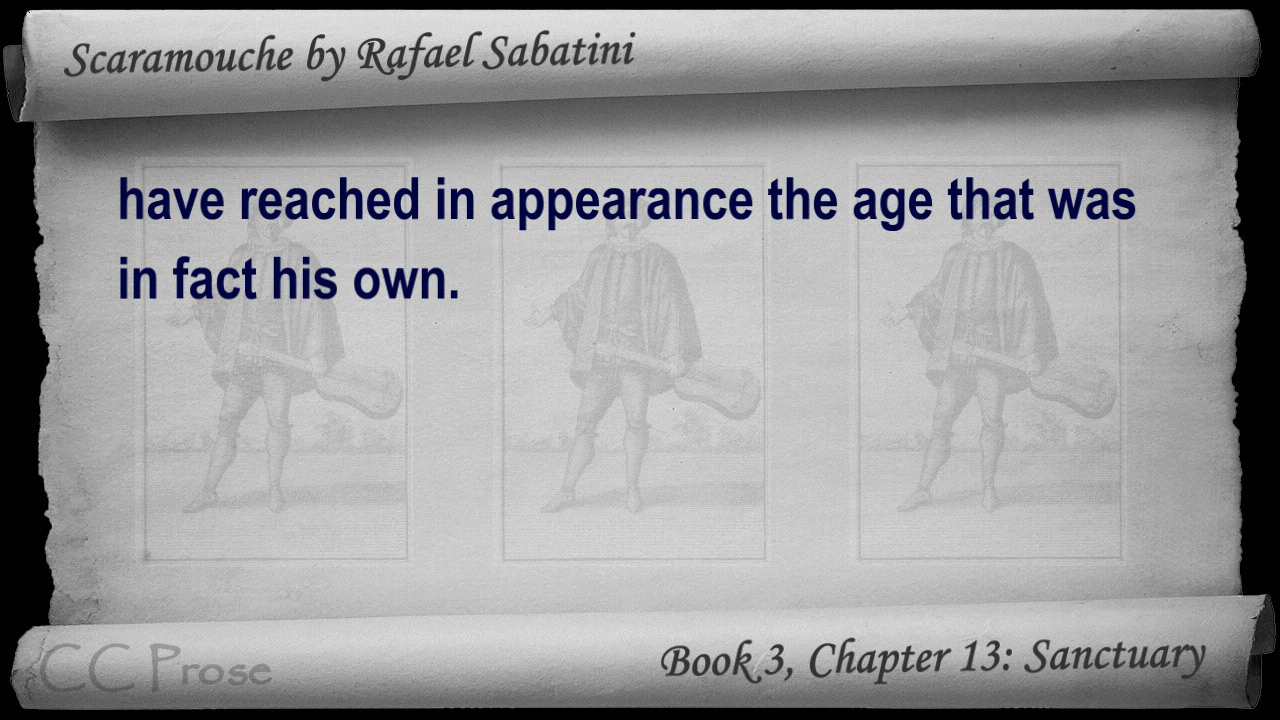 Scaramouche by Rafael Sabatini
have reached in appearance the age that was
in fact his own.
CC Prose
Book 3, Chapter 13: Sanctuary